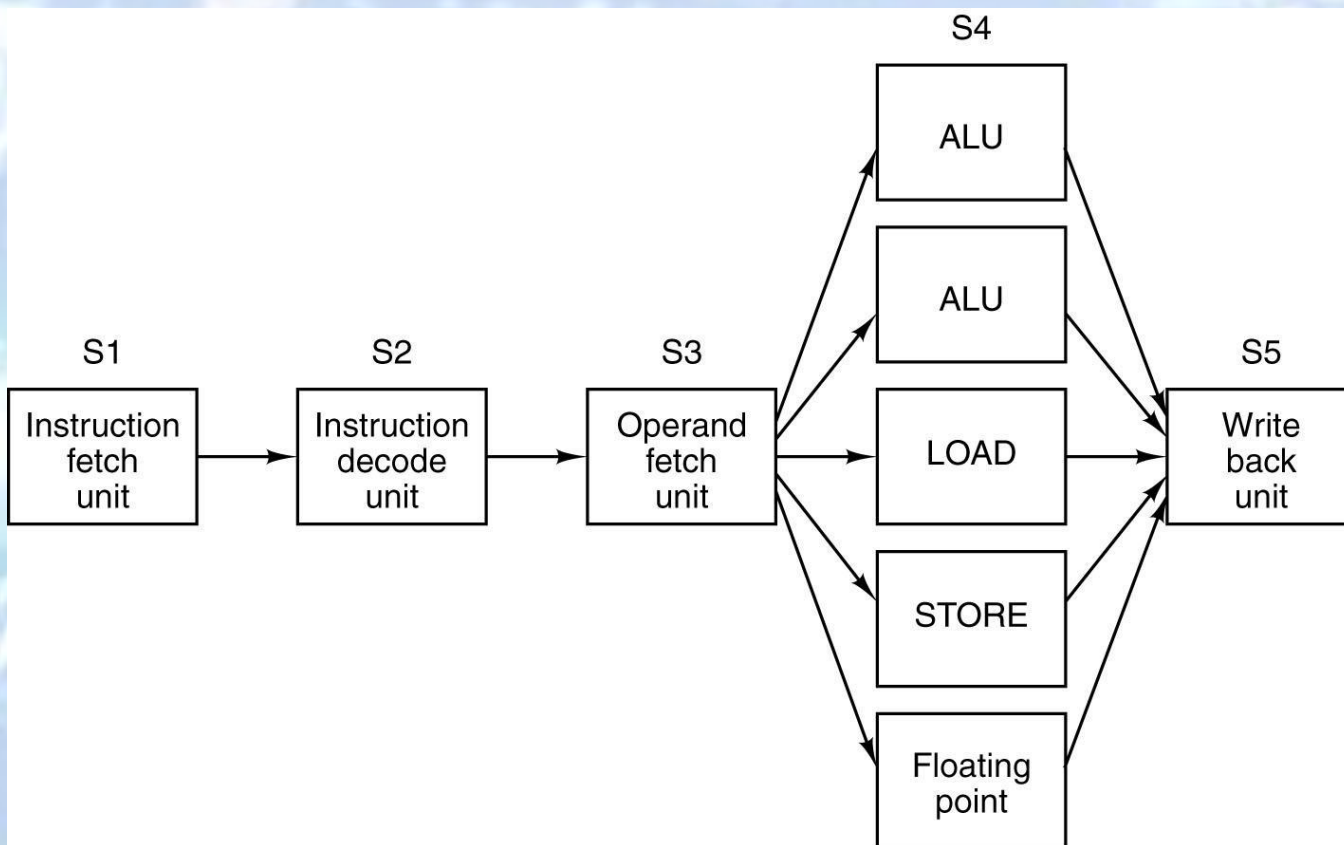 S4
ALU
ALU
S1
S2
S3
S5
Instruction
fetch
unit
Instruction
decode
unit
Operand
fetch
unit
LOAD
Write
back
unit
STORE
Floating
point